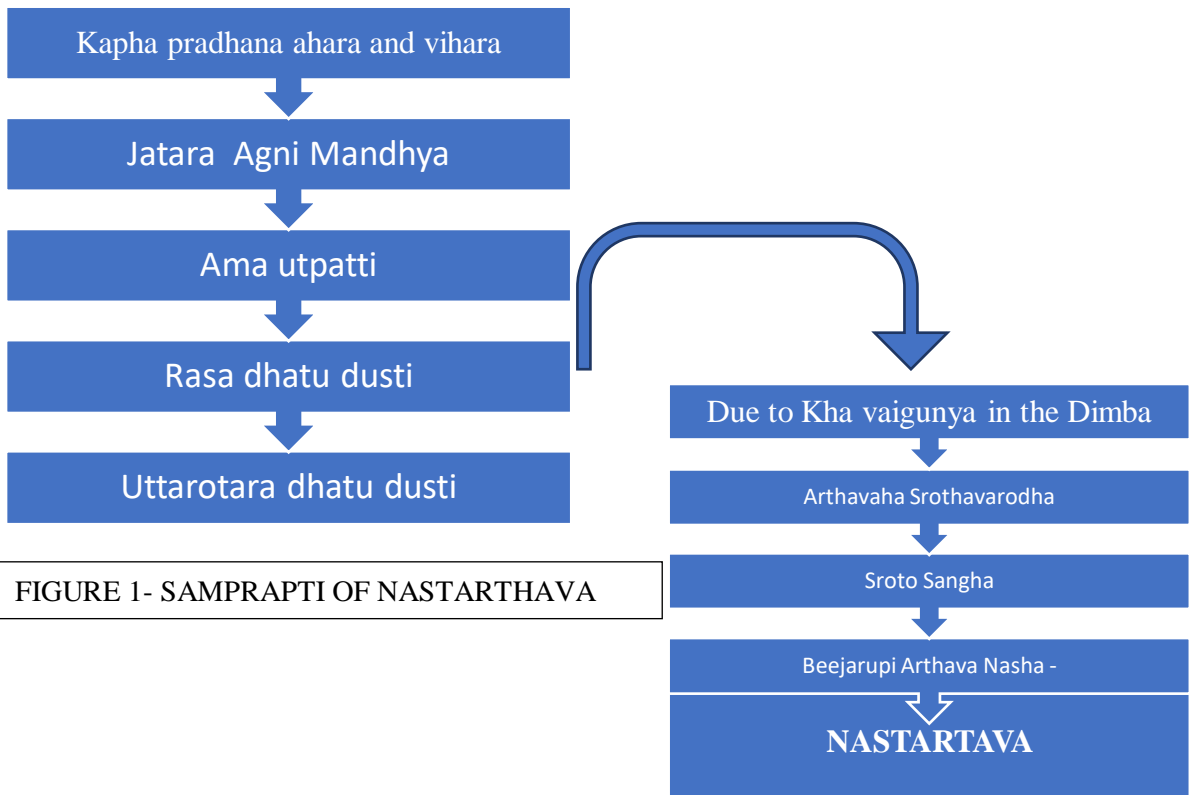 Kapha pradhana ahara and vihara
Jatara Agni Mandhya
Ama utpatti
Rasa dhatu dusti
Uttarotara dhatu dusti
FIGURE 1- SAMPRAPTI OF NASTARTHAVA
Due to Kha vaigunya in the Dimba
Arthavaha Srothavarodha
Sroto Sangha
Beejarupi Arthava Nasha -
NASTARTAVA